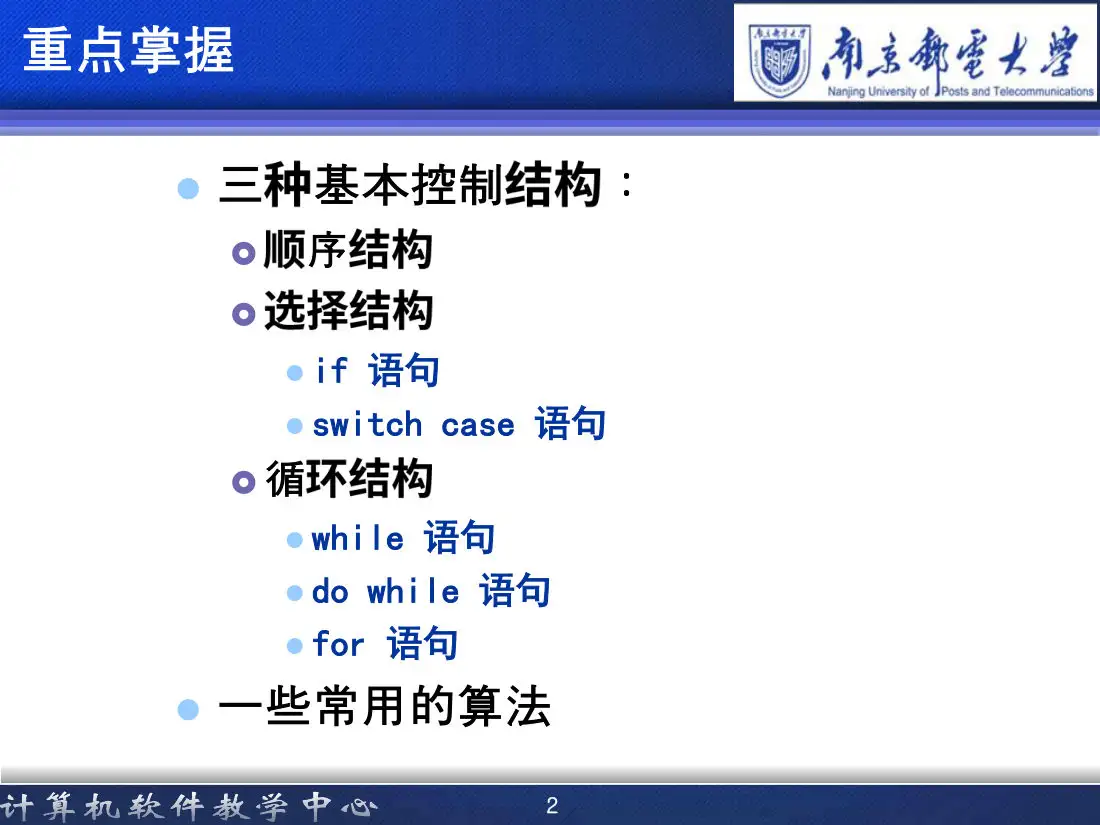 重点掌握
南京邮电大学
Nanjing University of Posts and Telecommunications
三种基本控制结构：
顺序结构
选择结构
if 语句
switch case 语句
循环结构
while 语句
do while 语句
for 语句
一些常用的算法
计算机软件教学中心
2